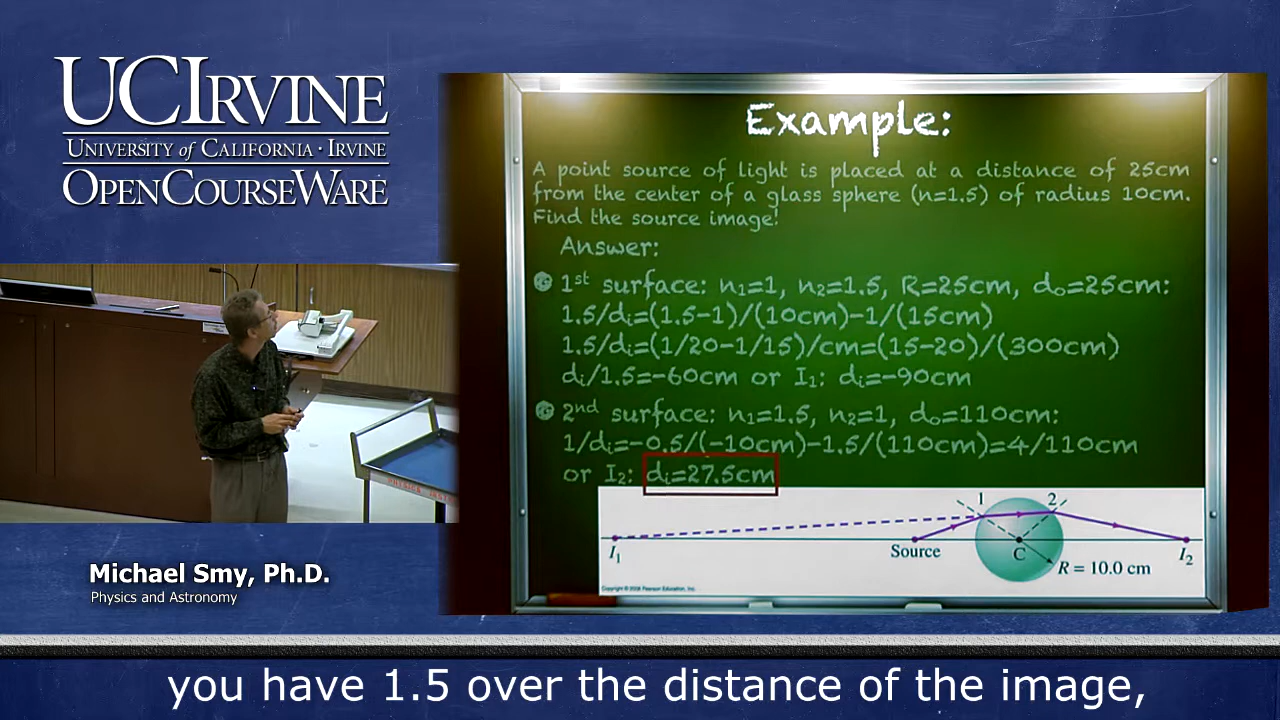 UCIRVINE
UNIVERSITY of CALIFORNIA · IRVINE
OPENCOURSEWARE
Example:
A point source of light is placed at a distance of 25cm
from the center of a glass sphere (n=1.5) of radius 10cm.
Find the source image!
Answer:
1st surface: n₁=1, n₂=1.5, R=25cm, dₒ=25cm:
1.5/dᵢ=(1.5-1)/(10cm)-1/(15cm)
1.5/dᵢ=(1/20-1/15)/cm=(15-20)/(300cm)
dᵢ/1.5=-60cm or I₁: dᵢ=-90cm
2nd surface: n₁=1.5, n₂=1, dₒ=110cm:
1/dᵢ=-0.5/(-10cm)-1.5/(110cm)=4/110cm
or I₂: dᵢ=27.5cm
1 2
I₁ Source C I₂
R = 10.0 cm
Copyright © 2008 Pearson Education, Inc.
Michael Smy, Ph.D.
Physics and Astronomy
you have 1.5 over the distance of the image,